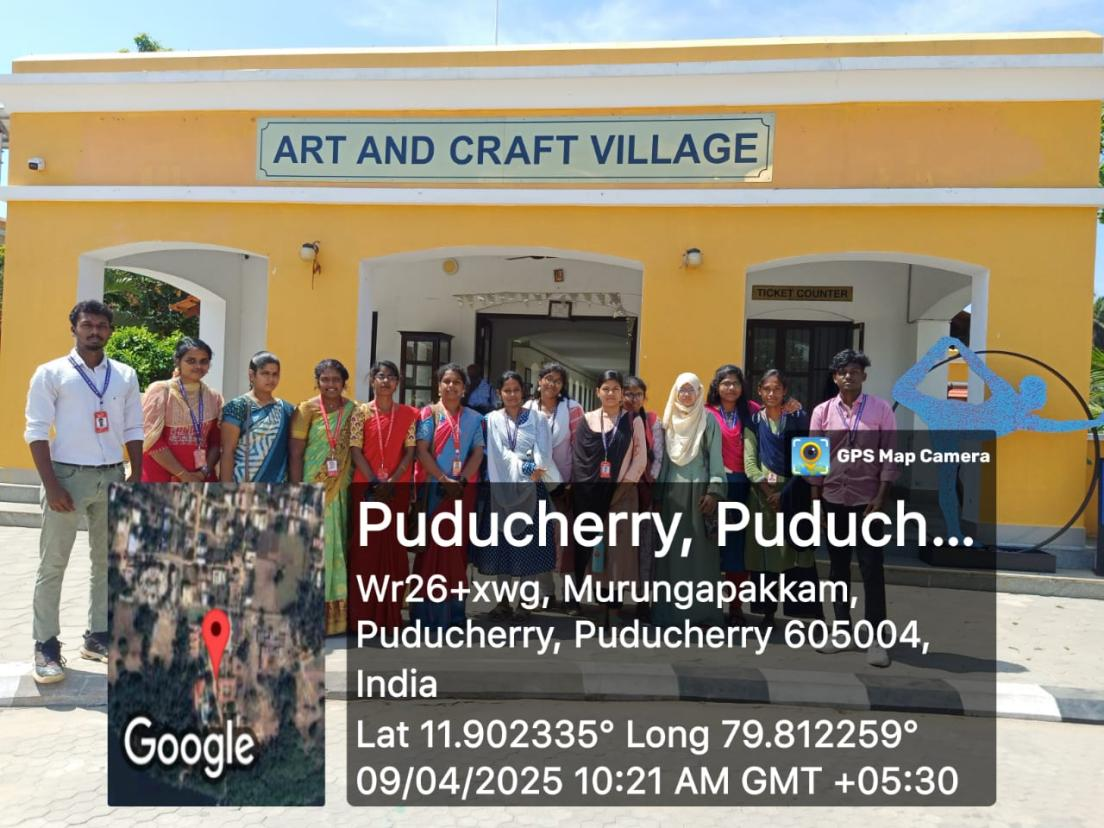 ART AND CRAFT VILLAGE
TICKET COUNTER
GPS Map Camera
Puducherry, Puduch...
Wr26+xwg, Murungapakkam,
Puducherry, Puducherry 605004,
India
Lat 11.902335° Long 79.812259°
09/04/2025 10:21 AM GMT +05:30
Google